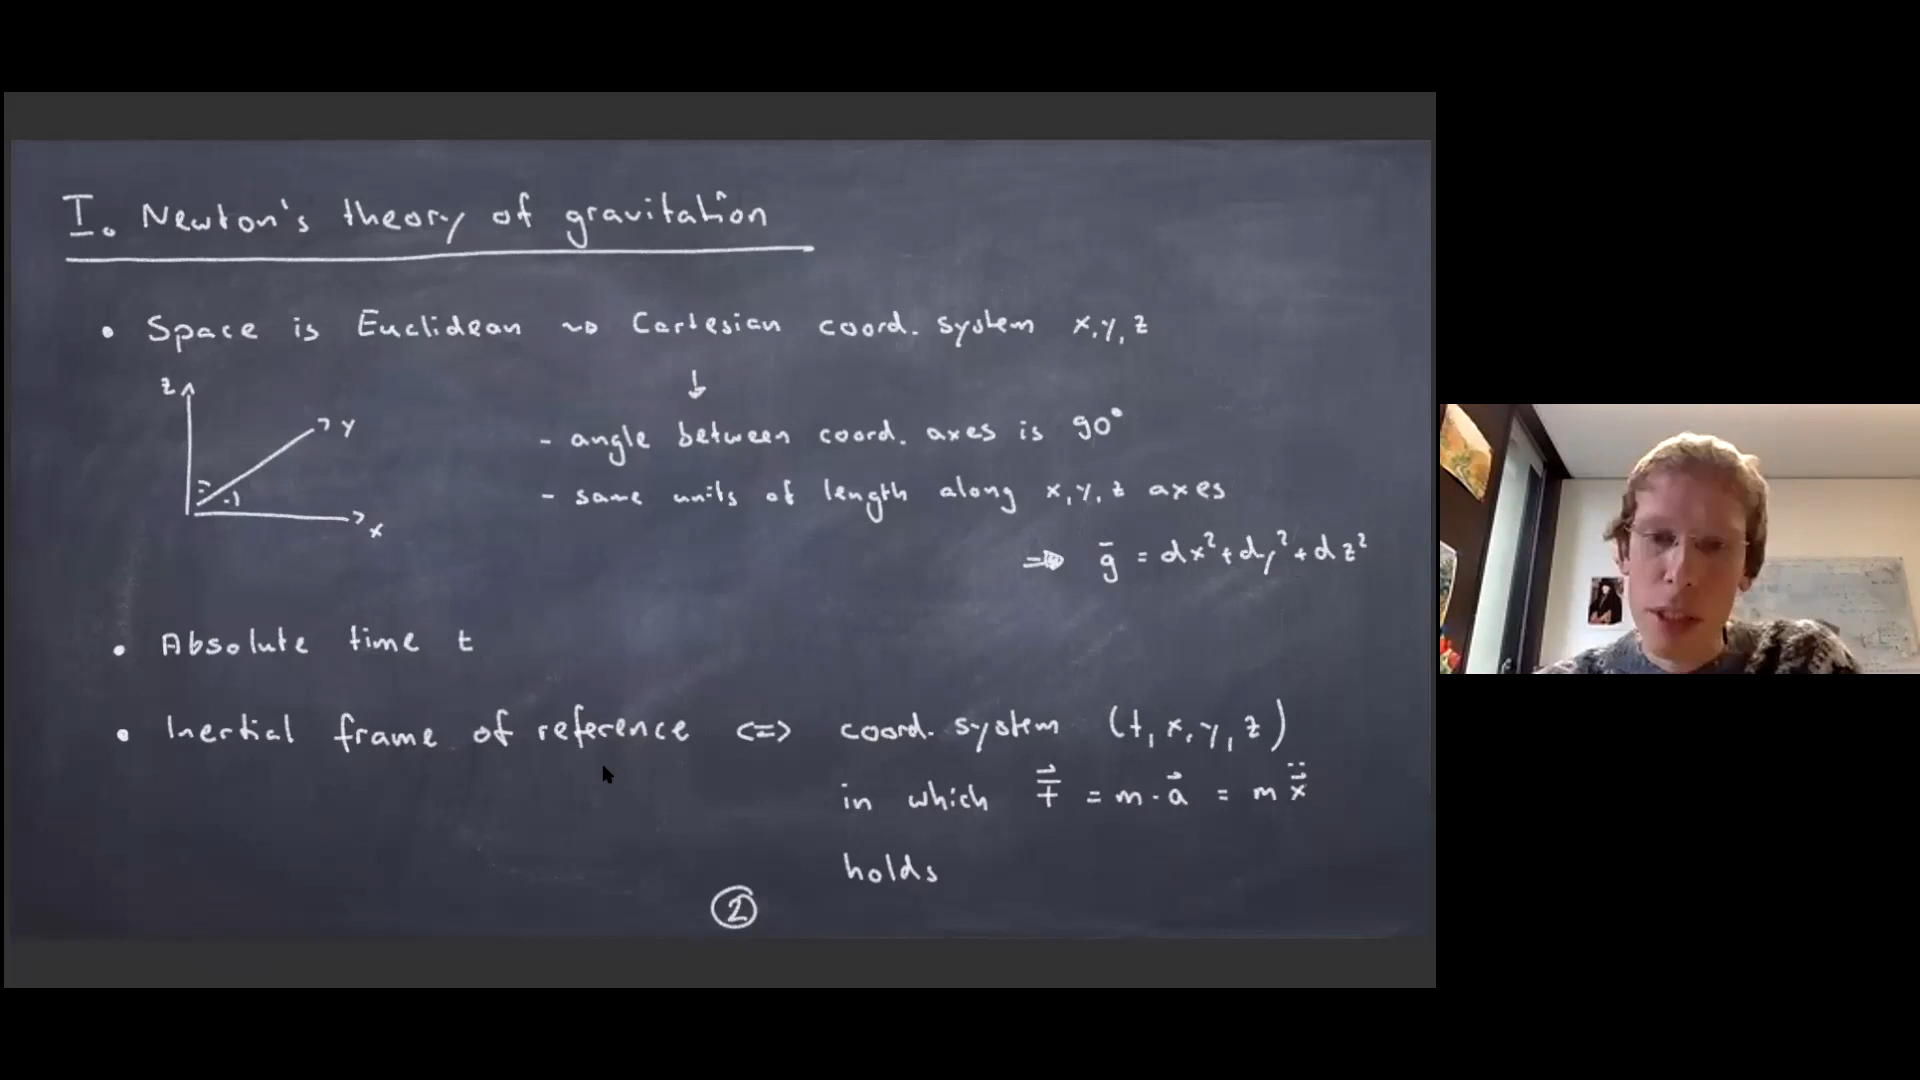 I. Newton's theory of gravitation
• Space is Euclidean ⇝ Cartesian coord. system x, y, z
↓
z
y
x
- angle between coord. axes is 90°
- same units of length along x, y, z axes
⇒ ḡ = dx² + dy² + dz²
• Absolute time t
• Inertial frame of reference <=> coord. system (t, x, y, z)
in which F⃗ = m · a⃗ = m ẍ⃗
holds
②